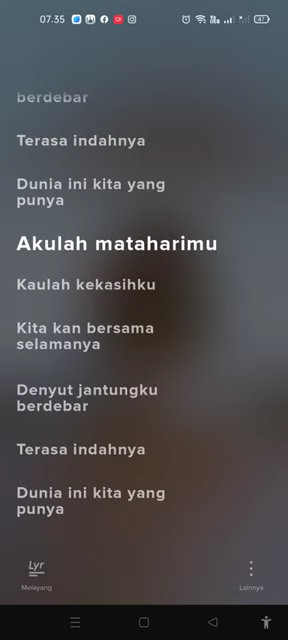 07.35
47
berdebar
Terasa indahnya
Dunia ini kita yang
punya
Akulah mataharimu
Kaulah kekasihku
Kita kan bersama
selamanya
Denyut jantungku
berdebar
Terasa indahnya
Dunia ini kita yang
punya
Lyr
Melayang
Lainnya